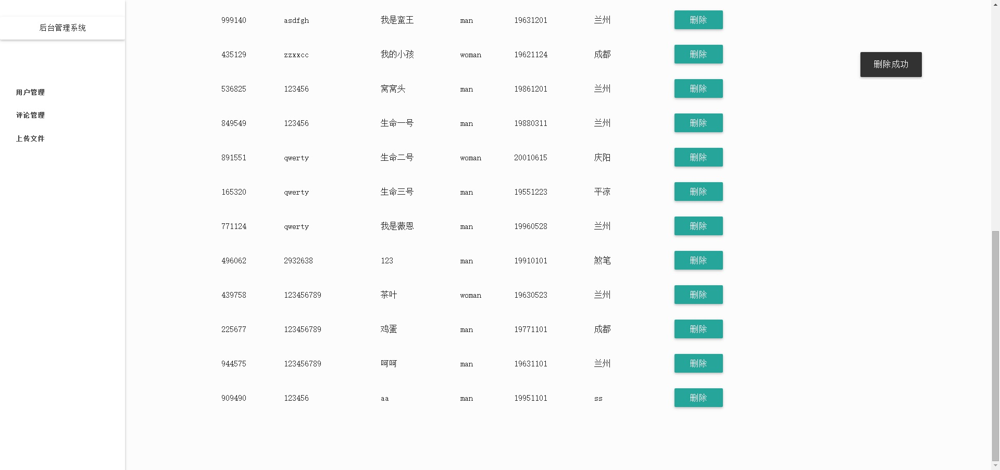 后台管理系统
用户管理
评论管理
上传文件
999140 asdfgh 我是蛮王 man 19631201 兰州 删除
435129 zzxxcc 我的小孩 woman 19621124 成都 删除
删除成功
536825 123456 窝窝头 man 19861201 兰州 删除
849549 123456 生命一号 man 19880311 兰州 删除
891551 qwerty 生命二号 woman 20010615 庆阳 删除
165320 qwerty 生命三号 man 19551223 平凉 删除
771124 qwerty 我是薇恩 man 19960528 兰州 删除
496062 2932638 123 man 19910101 煞笔 删除
439758 123456789 茶叶 woman 19630523 兰州 删除
225677 123456789 鸡蛋 man 19771101 成都 删除
944575 123456789 呵呵 man 19631101 兰州 删除
909490 123456 aa man 19951101 ss 删除